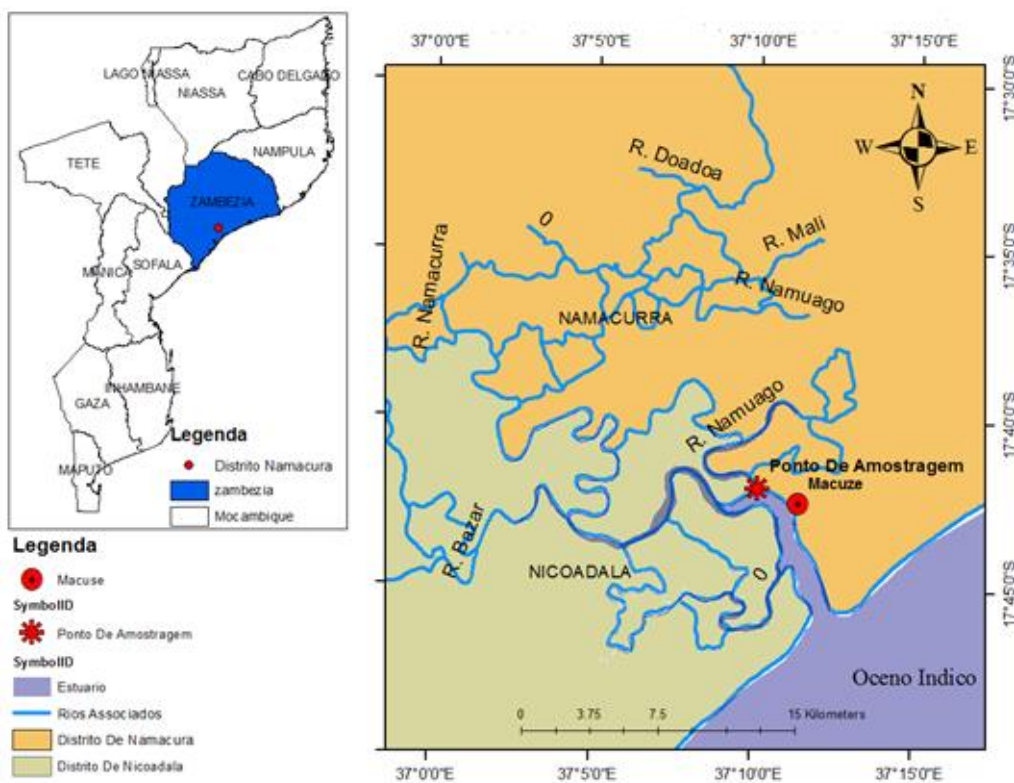 LAGO NIASSA
CABO DELGADO
NIASSA
NAMPULA
TETE
ZAMBEZIA
MANICA
SOFALA
INHAMBANE
GAZA
MAPUTO
Legenda
Distrito Namacura
zambezia
Mocambique
Legenda
Macuse
SymbolID
Ponto De Amostragem
SymbolID
Estuario
Rios Associados
Distrito De Namacura
Distrito De Nicoadala
37°0'0"E 37°5'0"E 37°10'0"E 37°15'0"E
17°30'0"S
17°35'0"S
17°40'0"S
17°45'0"S
N
W E
S
R. Doadoa
0
R. Mali
R. Namuago
R. Namacurra
NAMACURRA
R. Namuago
Ponto De Amostragem
Macuze
R. Bazar
NICOADALA
0
Oceno Indico
0 3.75 7.5 15 Kilometers
37°0'0"E 37°5'0"E 37°10'0"E 37°15'0"E